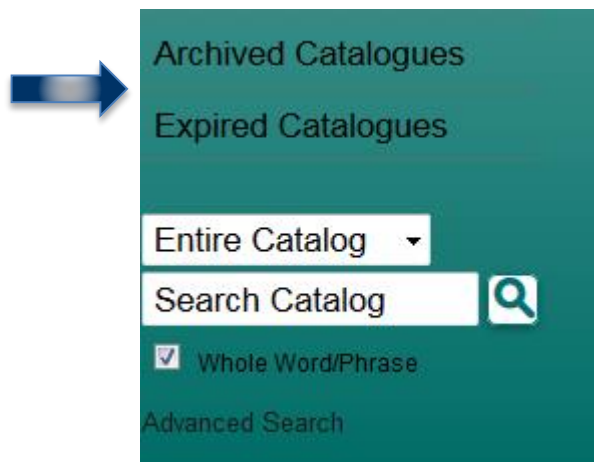 Archived Catalogues
Expired Catalogues
Entire Catalog
Search Catalog
Whole Word/Phrase
Advanced Search